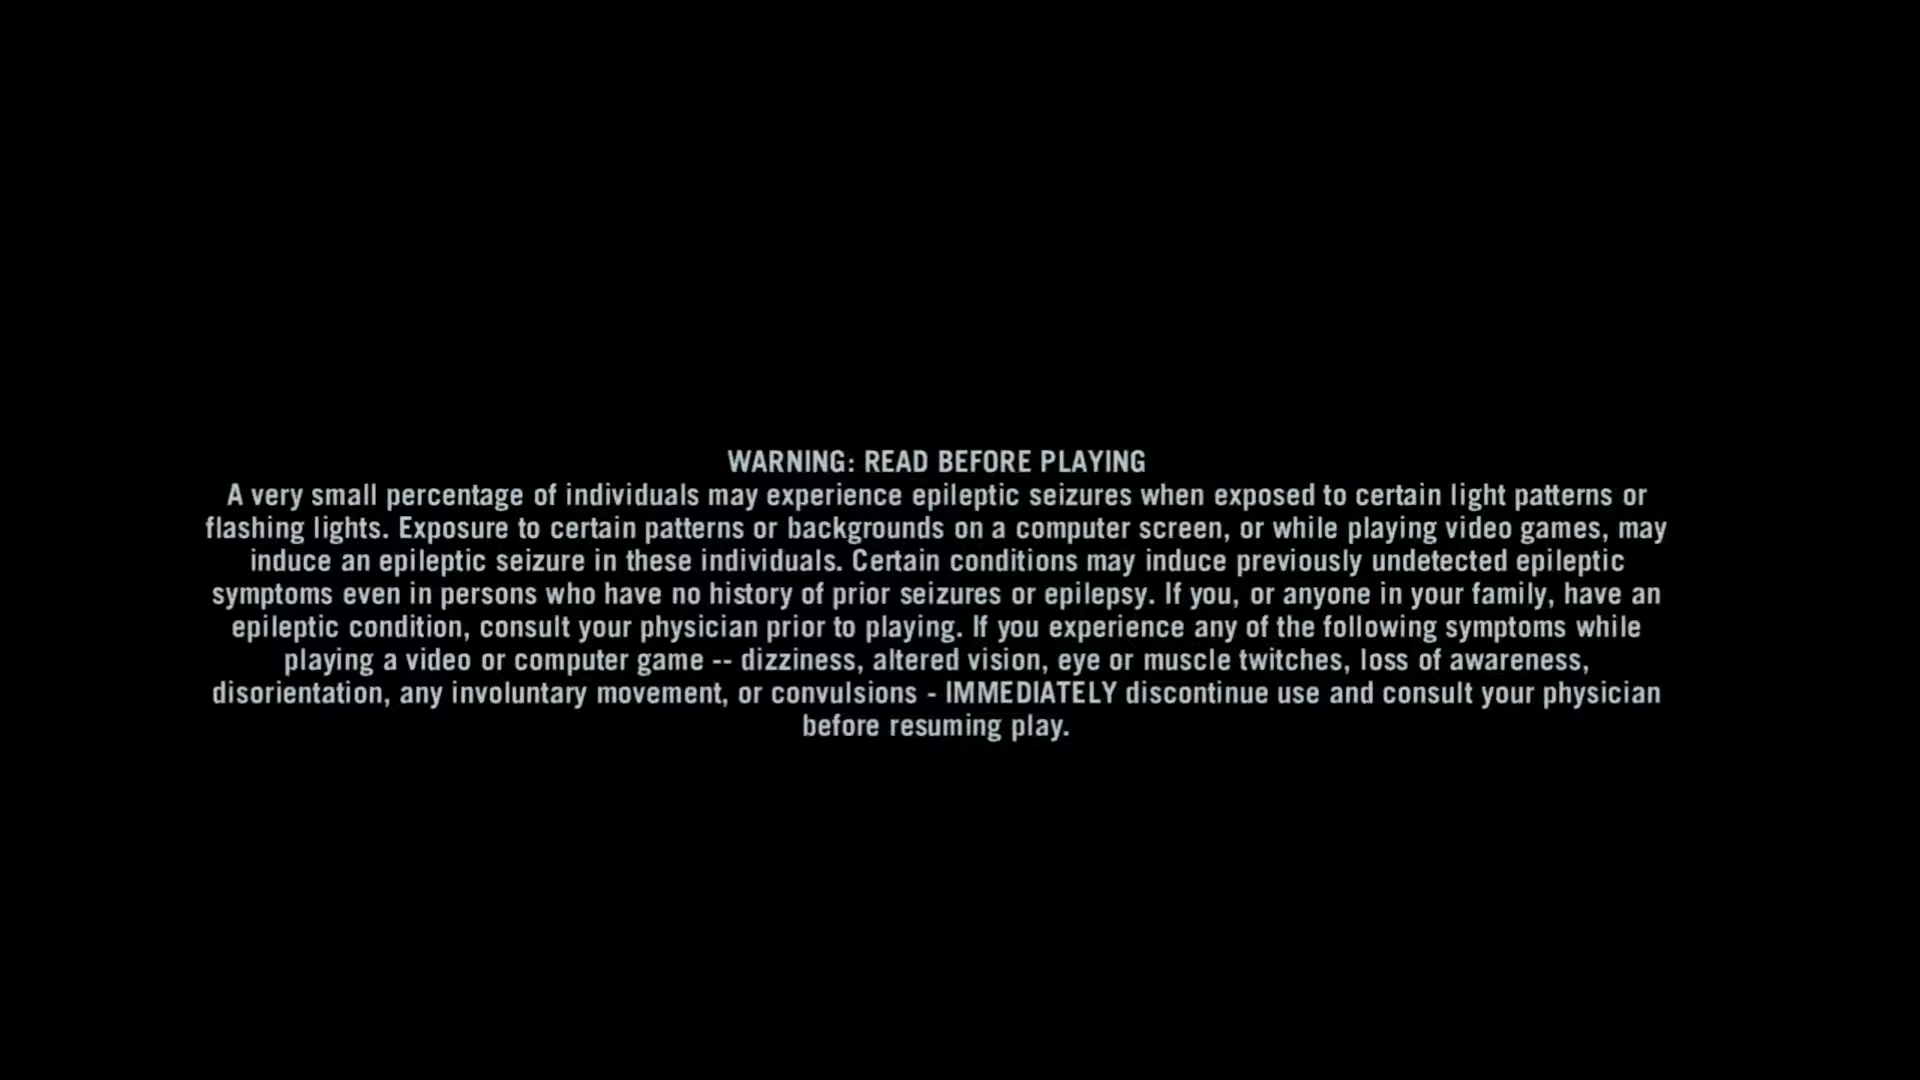 WARNING: READ BEFORE PLAYING
A very small percentage of individuals may experience epileptic seizures when exposed to certain light patterns or
flashing lights. Exposure to certain patterns or backgrounds on a computer screen, or while playing video games, may
induce an epileptic seizure in these individuals. Certain conditions may induce previously undetected epileptic
symptoms even in persons who have no history of prior seizures or epilepsy. If you, or anyone in your family, have an
epileptic condition, consult your physician prior to playing. If you experience any of the following symptoms while
playing a video or computer game -- dizziness, altered vision, eye or muscle twitches, loss of awareness,
disorientation, any involuntary movement, or convulsions - IMMEDIATELY discontinue use and consult your physician
before resuming play.